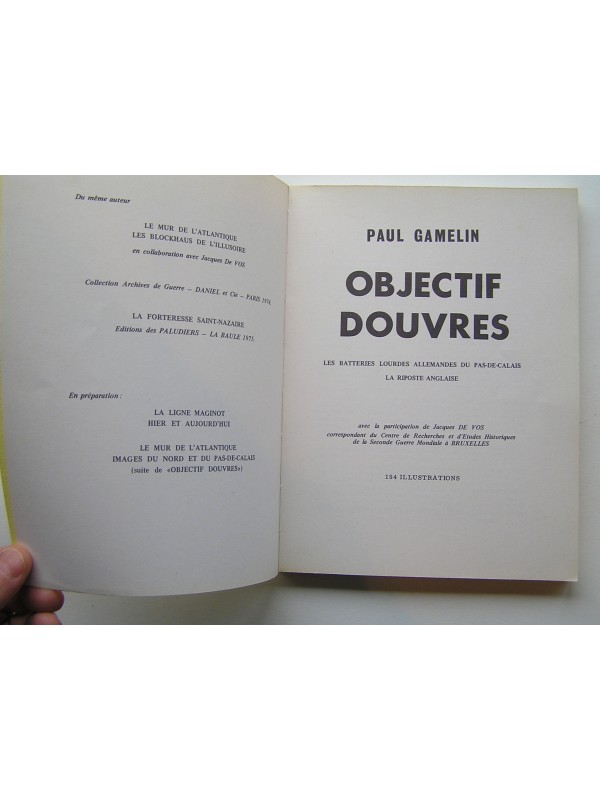 Du même auteur
LE MUR DE L'ATLANTIQUE
LES BLOCKHAUS DE L'ILLUSOIRE
en collaboration avec Jacques De VOS
Collection Archives de Guerre – DANIEL et Cie – PARIS 1974
LA FORTERESSE SAINT-NAZAIRE
Editions des PALUDIERS – LA BAULE 1975
En préparation :
LA LIGNE MAGINOT
HIER ET AUJOURD'HUI
LE MUR DE L'ATLANTIQUE
IMAGES DU NORD ET DU PAS-DE-CALAIS
(suite de «OBJECTIF DOUVRES»)
PAUL GAMELIN
OBJECTIF
DOUVRES
LES BATTERIES LOURDES ALLEMANDES DU PAS-DE-CALAIS
LA RIPOSTE ANGLAISE
avec la participation de Jacques DE VOS
correspondant du Centre de Recherches et d'Etudes Historiques
de la Seconde Guerre Mondiale à BRUXELLES
154 ILLUSTRATIONS